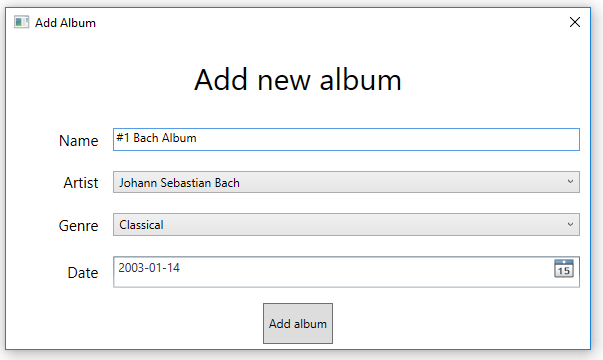 Add Album
Add new album
Name #1 Bach Album
Artist Johann Sebastian Bach
Genre Classical
Date 2003-01-14 15
Add album